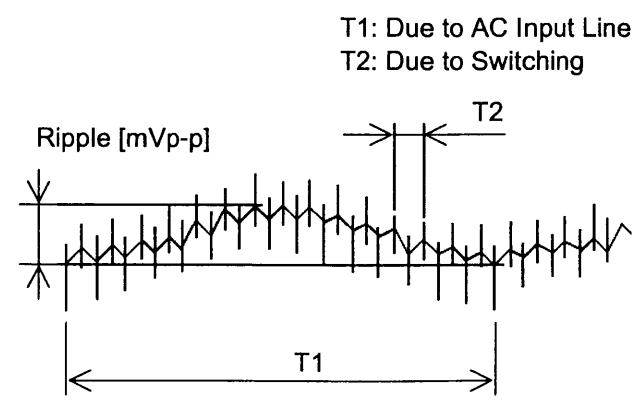 T1: Due to AC Input Line
T2: Due to Switching
T2
Ripple [mVp-p]
T1